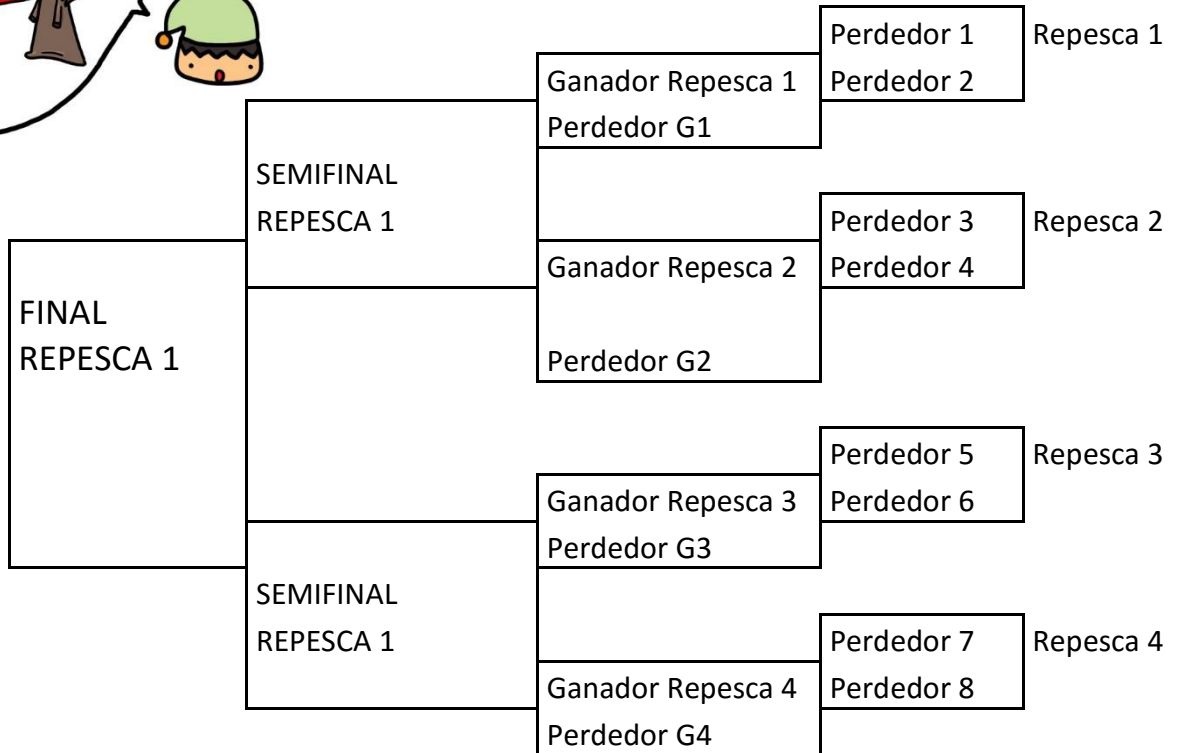 Perdedor 1
Repesca 1
Ganador Repesca 1
Perdedor 2
Perdedor G1
SEMIFINAL
REPESCA 1
Perdedor 3
Repesca 2
Ganador Repesca 2
Perdedor 4
FINAL
REPESCA 1
Perdedor G2
Perdedor 5
Repesca 3
Ganador Repesca 3
Perdedor 6
Perdedor G3
SEMIFINAL
REPESCA 1
Perdedor 7
Repesca 4
Ganador Repesca 4
Perdedor 8
Perdedor G4